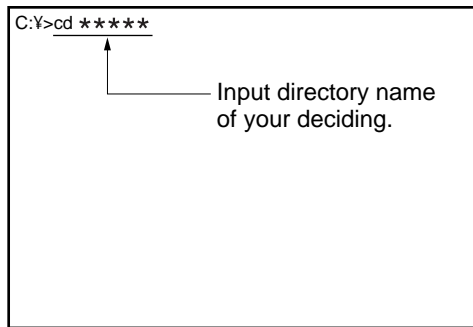 C:¥>cd *****
Input directory name
of your deciding.